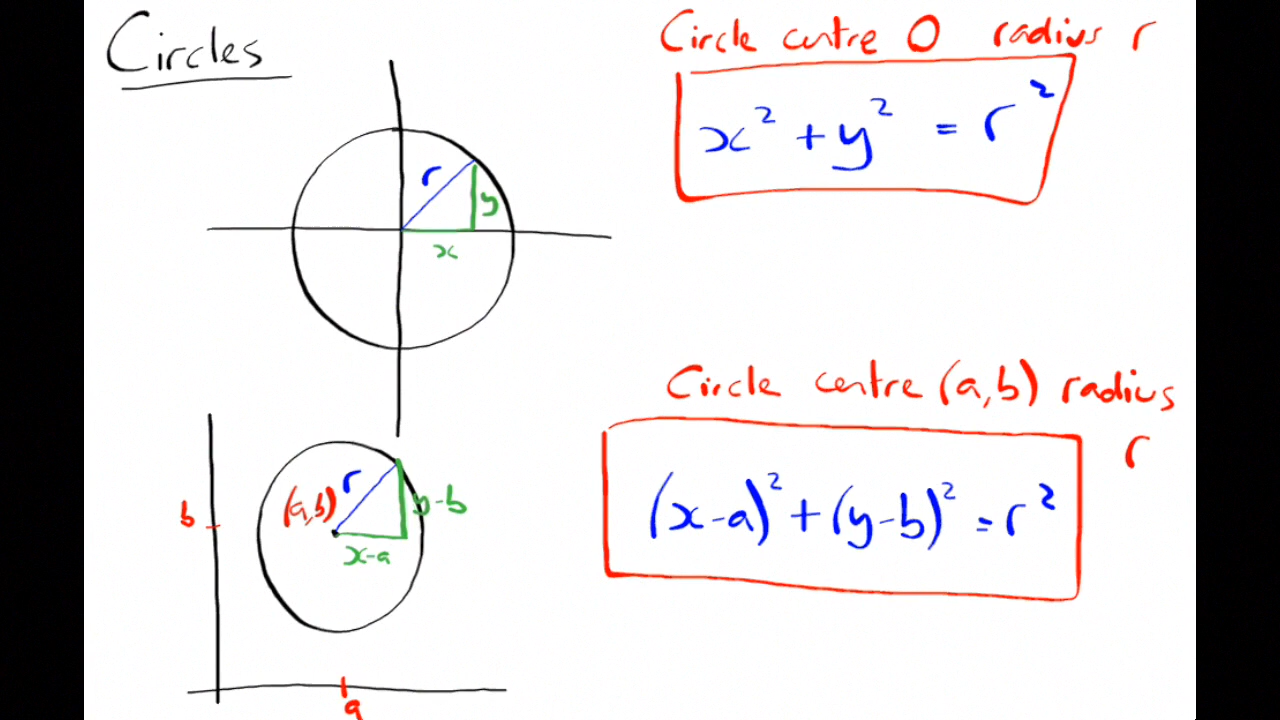 Circles
Circle centre O radius r
x² + y² = r²
r
y
x
Circle centre (a,b) radius
r
(x-a)² + (y-b)² = r²
(a,b)
r
y-b
x-a
b
a